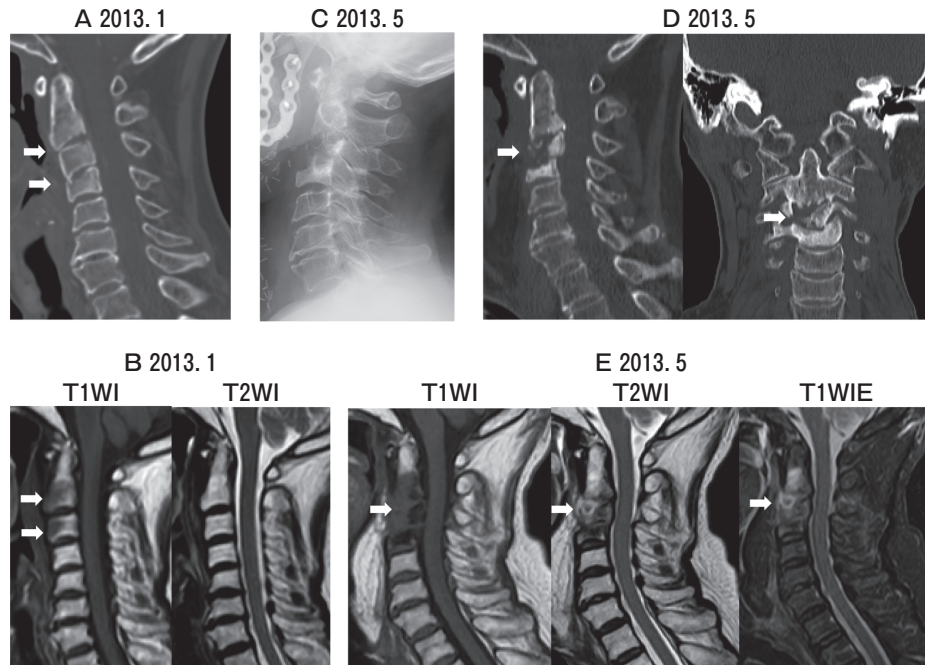 A 2013. 1
C 2013. 5
D 2013. 5
B 2013. 1
T1WI
T2WI
E 2013. 5
T1WI
T2WI
T1WIE